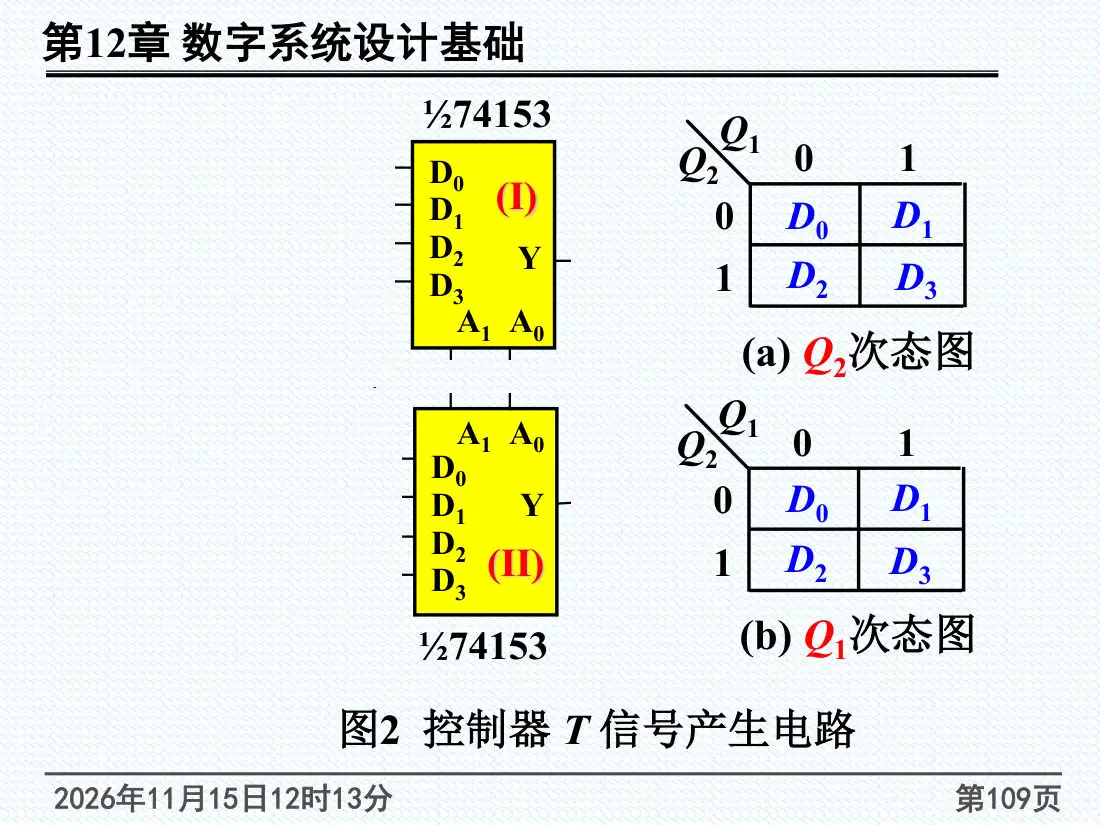 第12章 数字系统设计基础
½74153
D0
D1
D2
D3
(I)
Y
A1 A0
Q1
Q2
0 1
0 D0 D1
1 D2 D3
(a) Q2次态图
A1 A0
D0
D1
D2
D3
Y
(II)
½74153
Q1
Q2
0 1
0 D0 D1
1 D2 D3
(b) Q1次态图
图2 控制器 T 信号产生电路
2026年11月15日12时13分
第109页